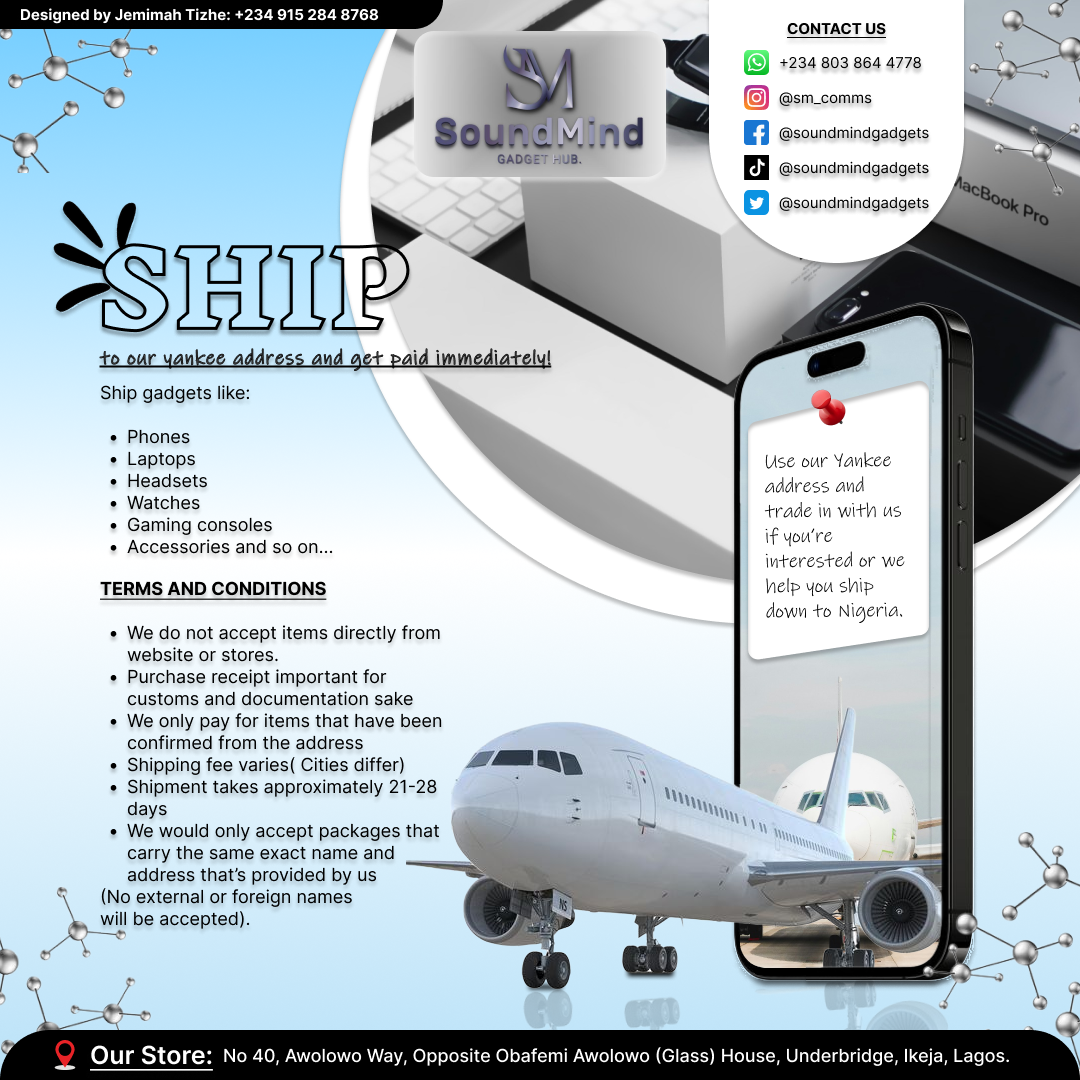 Designed by Jemimah Tizhe: +234 915 284 8768
SM
SoundMind
GADGET HUB.
CONTACT US
+234 803 864 4778
@sm_comms
@soundmindgadgets
@soundmindgadgets
@soundmindgadgets
MacBook Pro
SHIP
to our yankee address and get paid immediately!
Ship gadgets like:
• Phones
• Laptops
• Headsets
• Watches
• Gaming consoles
• Accessories and so on...
TERMS AND CONDITIONS
• We do not accept items directly from
website or stores.
• Purchase receipt important for
customs and documentation sake
• We only pay for items that have been
confirmed from the address
• Shipping fee varies( Cities differ)
• Shipment takes approximately 21-28
days
• We would only accept packages that
carry the same exact name and
address that's provided by us
(No external or foreign names
will be accepted).
Use our Yankee
address and
trade in with us
if you're
interested or we
help you ship
down to Nigeria.
N5
Our Store: No 40, Awolowo Way, Opposite Obafemi Awolowo (Glass) House, Underbridge, Ikeja, Lagos.